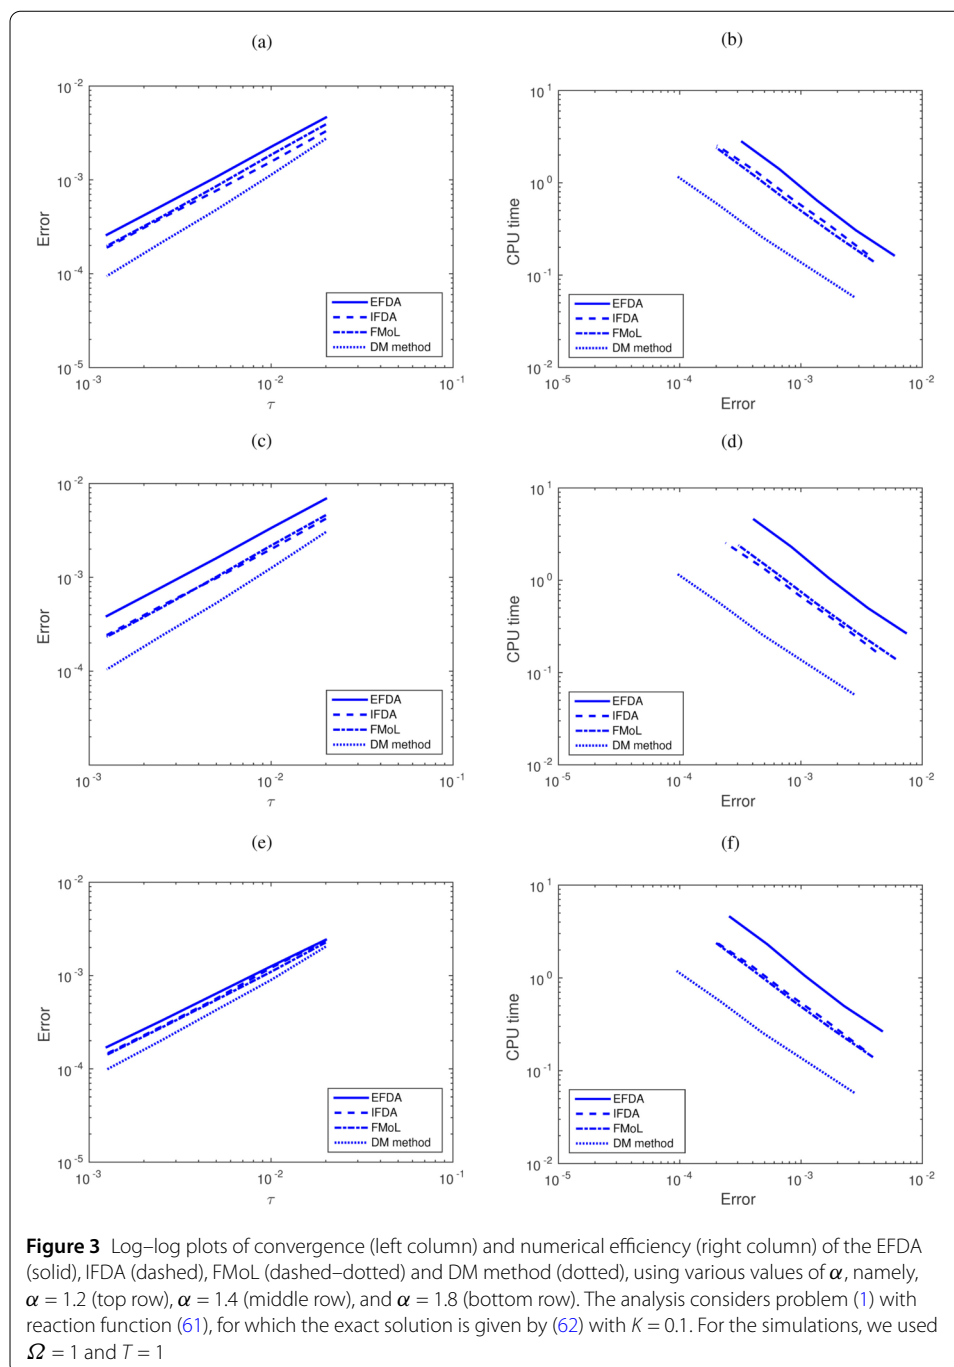 (a)
10^-2
10^-3
10^-4
10^-5
Error
EFDA
IFDA
FMoL
DM method
10^-3
10^-2
10^-1
τ
(b)
10^1
10^0
10^-1
10^-2
CPU time
EFDA
IFDA
FMoL
DM method
10^-5
10^-4
10^-3
10^-2
Error
(c)
10^-2
10^-3
10^-4
10^-5
Error
EFDA
IFDA
FMoL
DM method
10^-3
10^-2
10^-1
τ
(d)
10^1
10^0
10^-1
10^-2
CPU time
EFDA
IFDA
FMoL
DM method
10^-5
10^-4
10^-3
10^-2
Error
(e)
10^-2
10^-3
10^-4
10^-5
Error
EFDA
IFDA
FMoL
DM method
10^-3
10^-2
10^-1
τ
(f)
10^1
10^0
10^-1
10^-2
CPU time
EFDA
IFDA
FMoL
DM method
10^-5
10^-4
10^-3
10^-2
Error
Figure 3 Log–log plots of convergence (left column) and numerical efficiency (right column) of the EFDA
(solid), IFDA (dashed), FMoL (dashed–dotted) and DM method (dotted), using various values of α, namely,
α = 1.2 (top row), α = 1.4 (middle row), and α = 1.8 (bottom row). The analysis considers problem (1) with
reaction function (61), for which the exact solution is given by (62) with K = 0.1. For the simulations, we used
Ω = 1 and T = 1